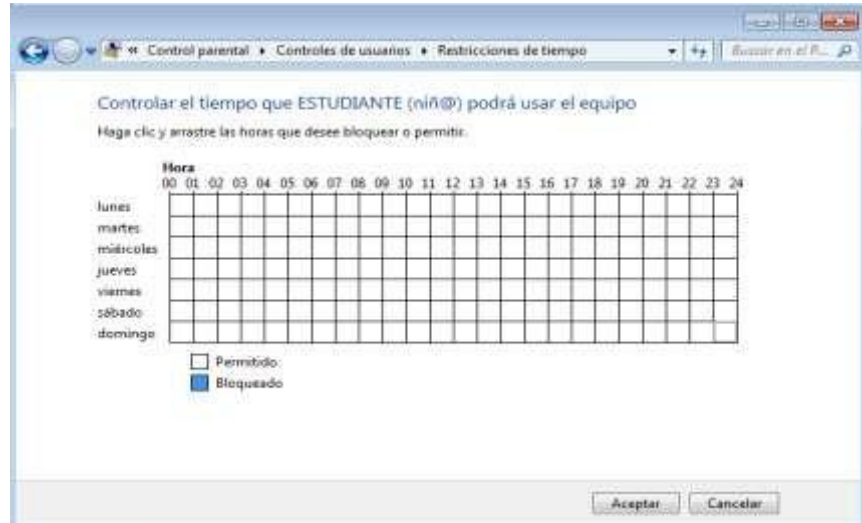 « Control parental ▸ Controles de usuarios ▸ Restricciones de tiempo
Buscar en el P...
Controlar el tiempo que ESTUDIANTE (niñ@) podrá usar el equipo
Haga clic y arrastre las horas que desee bloquear o permitir.
Hora
00 01 02 03 04 05 06 07 08 09 10 11 12 13 14 15 16 17 18 19 20 21 22 23 24
lunes
martes
miércoles
jueves
viernes
sábado
domingo
Permitido
Bloqueado
Aceptar Cancelar